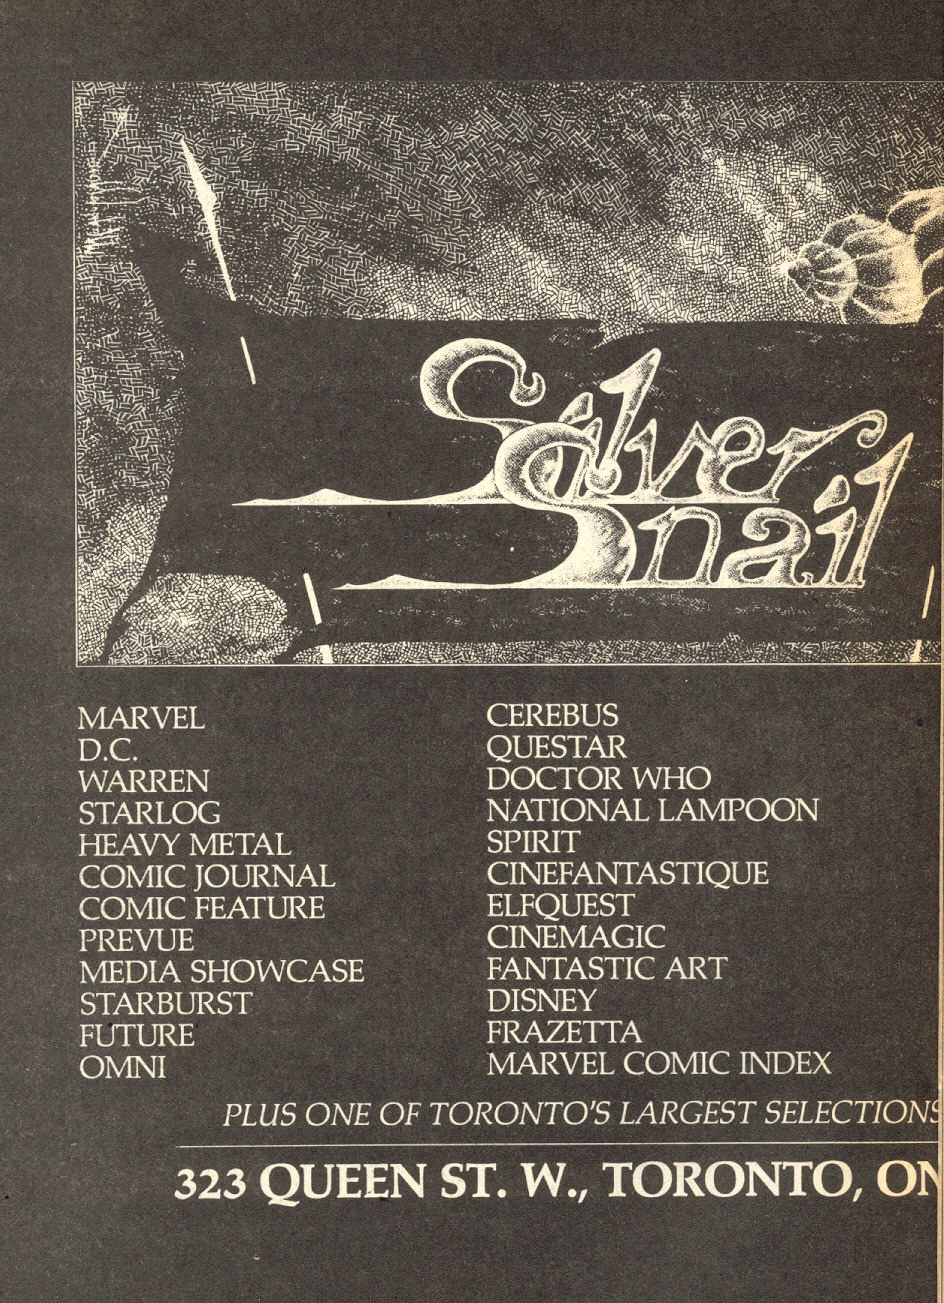 Silver
Snail
MARVEL
D.C.
WARREN
STARLOG
HEAVY METAL
COMIC JOURNAL
COMIC FEATURE
PREVUE
MEDIA SHOWCASE
STARBURST
FUTURE
OMNI
CEREBUS
QUESTAR
DOCTOR WHO
NATIONAL LAMPOON
SPIRIT
CINEFANTASTIQUE
ELFQUEST
CINEMAGIC
FANTASTIC ART
DISNEY
FRAZETTA
MARVEL COMIC INDEX
PLUS ONE OF TORONTO'S LARGEST SELECTIONS
323 QUEEN ST. W., TORONTO, ON